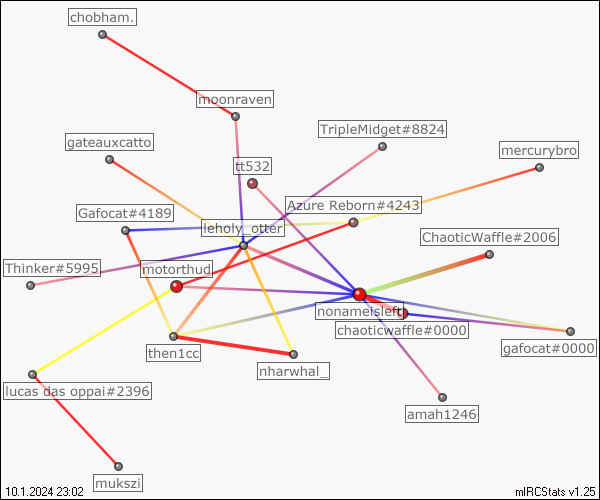 chobham.
moonraven
TripleMidget#8824
gateauxcatto
mercurybro
tt532
Azure Reborn#4243
Gafocat#4189
leholy_otter
ChaoticWaffle#2006
Thinker#5995
motorthud
nonameisleft
chaoticwaffle#0000
gafocat#0000
then1cc
nharwhal_
lucas das oppai#2396
amah1246
mukszi
10.1.2024 23:02
mIRCStats v1.25